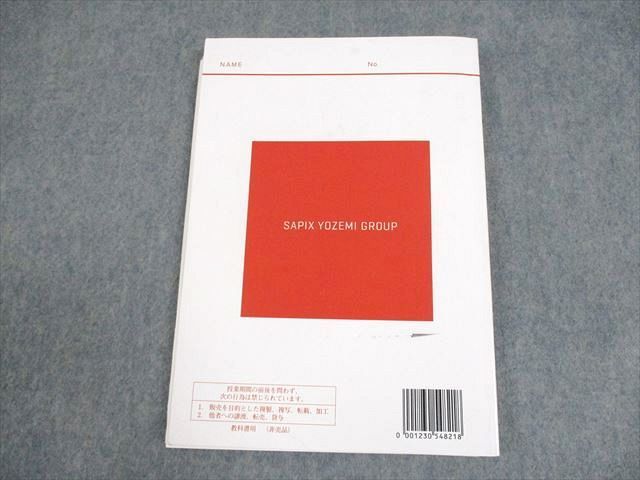 NAME No.
SAPIX YOZEMI GROUP
授業期間の前後を問わず、
次の行為は禁じられています。
1. 販売を目的とした複製、複写、転載、加工
2. 他者への譲渡、転売、貸与
教科書用 (非売品)
0 001230 548218